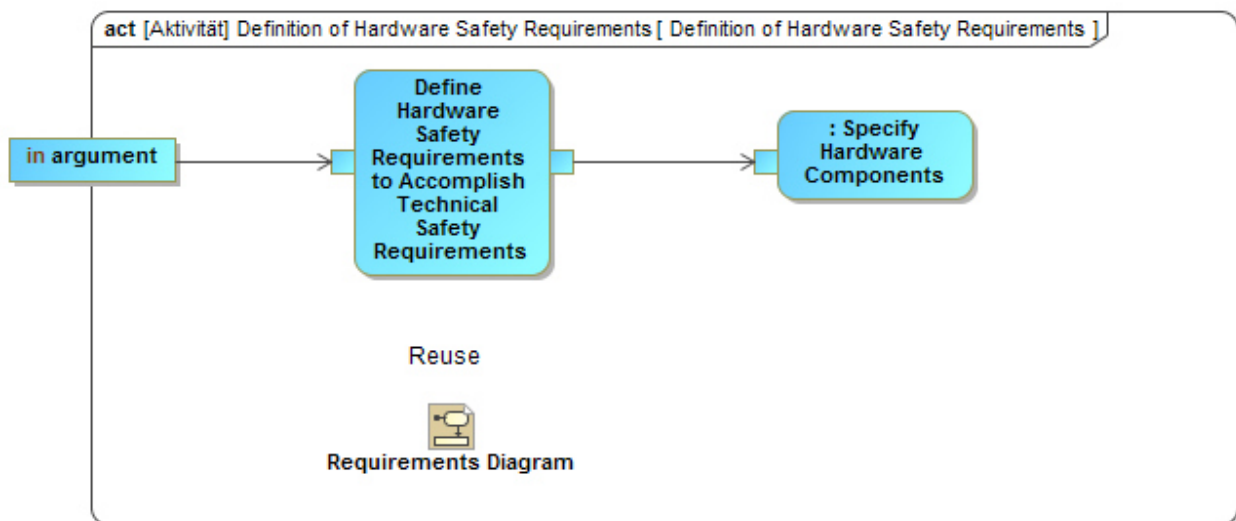 act [Aktivität] Definition of Hardware Safety Requirements [ Definition of Hardware Safety Requirements ]
in argument
Define
Hardware
Safety
Requirements
to Accomplish
Technical
Safety
Requirements
: Specify
Hardware
Components
Reuse
Requirements Diagram